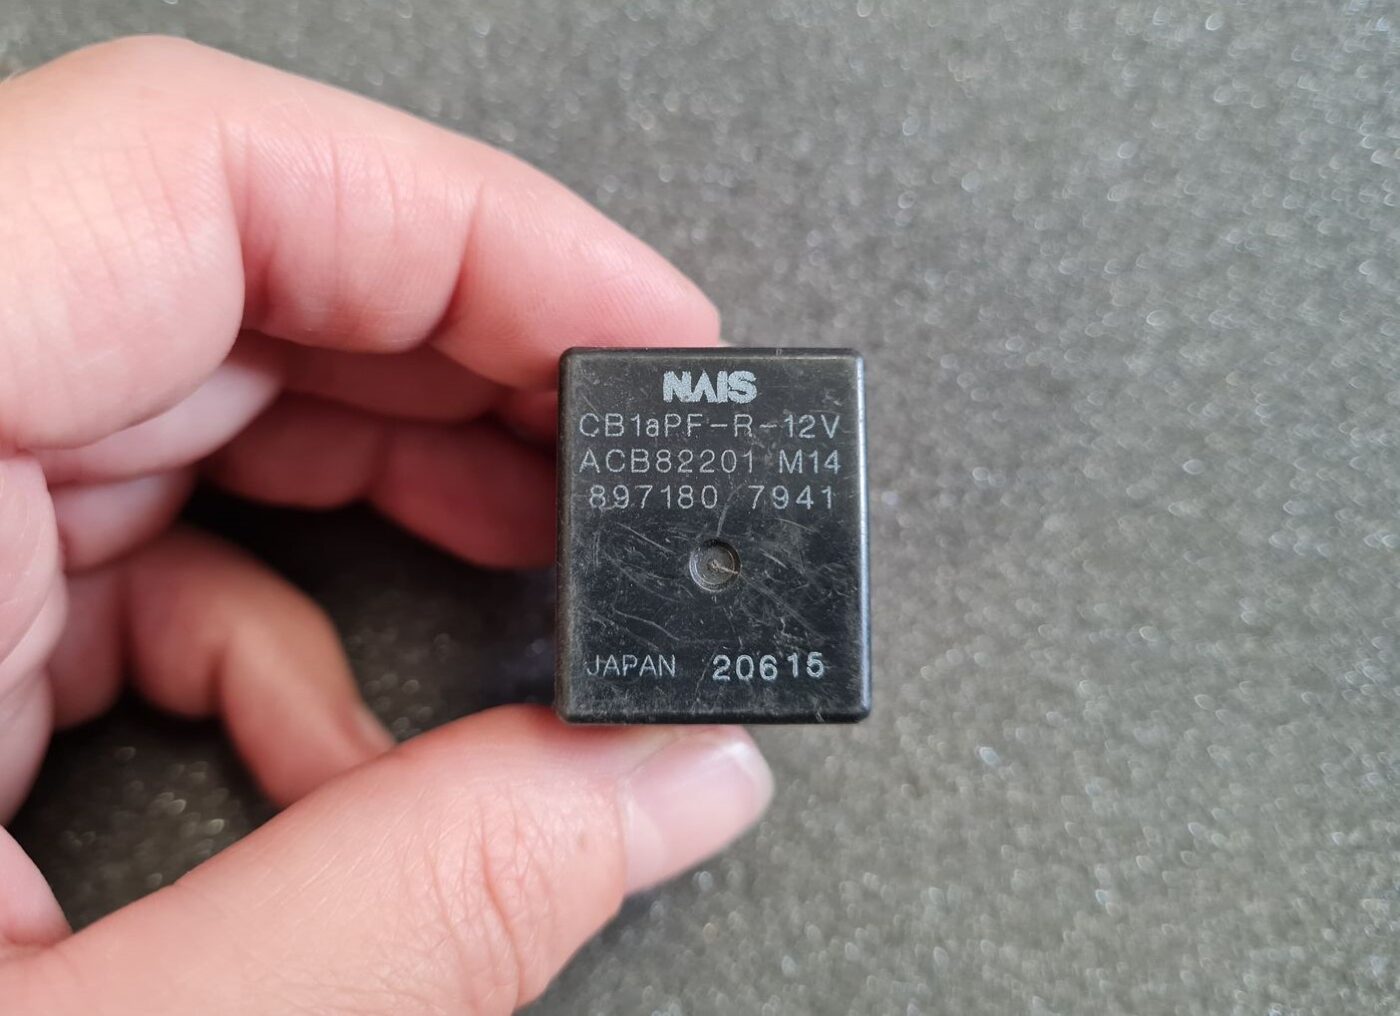 NAIS
CB1aPF-R-12V
ACB82201 M14
897180 7941
JAPAN 20615